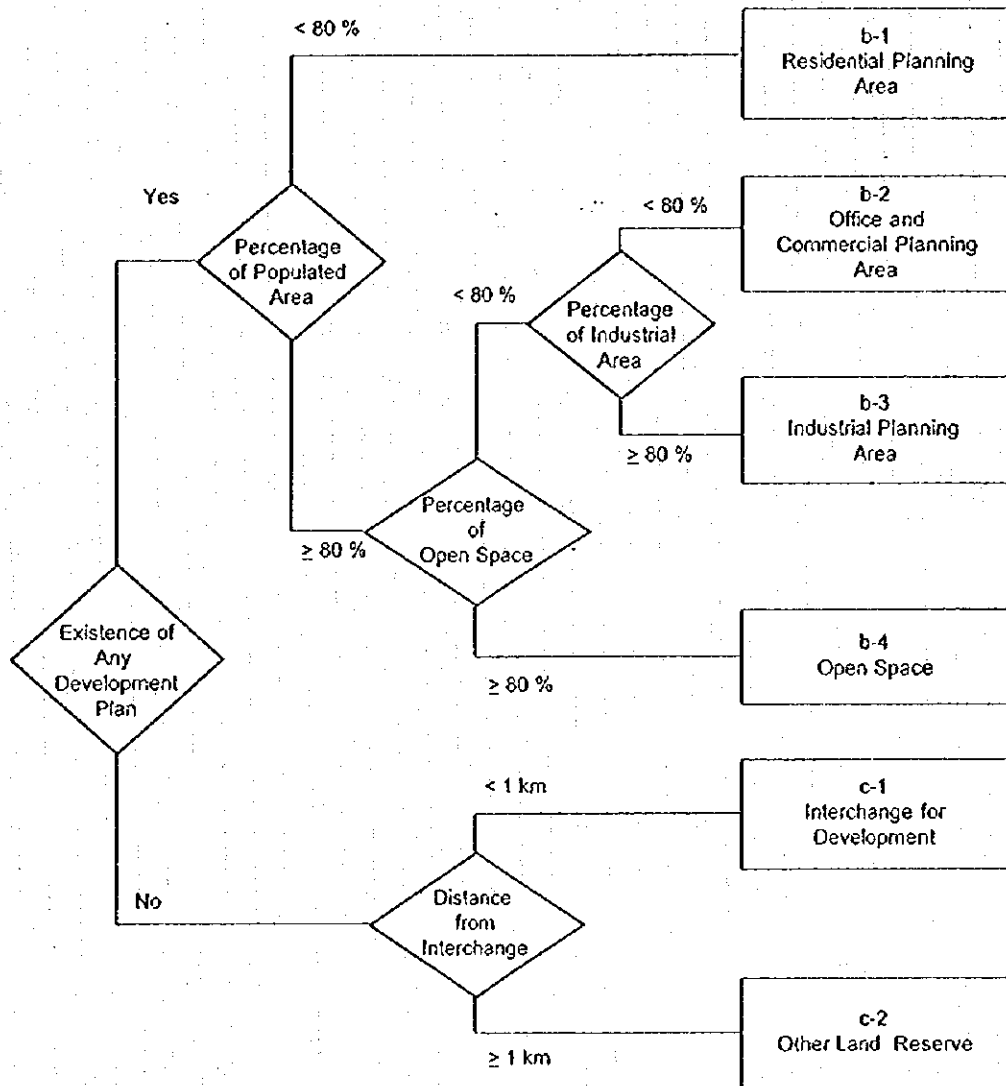 < 80 %
b-1
Residential Planning
Area
Yes
Percentage
of Populated
Area
< 80 %
b-2
Office and
Commercial Planning
Area
< 80 %
Percentage
of Industrial
Area
b-3
Industrial Planning
Area
≥ 80 %
Percentage
of
Open Space
≥ 80 %
Existence of
Any
Development
Plan
b-4
Open Space
≥ 80 %
< 1 km
c-1
Interchange for
Development
No
Distance
from
Interchange
c-2
Other Land Reserve
≥ 1 km